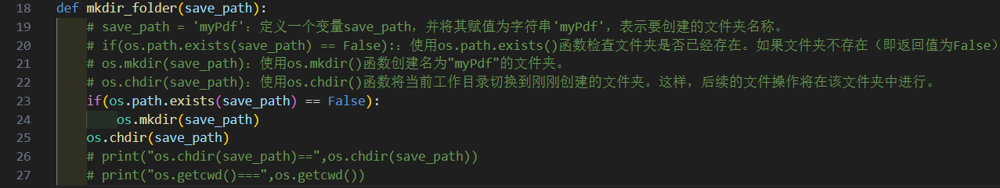 18 def mkdir_folder(save_path):
19 # save_path = 'myPdf'：定义一个变量save_path，并将其赋值为字符串'myPdf'，表示要创建的文件夹名称。
20 # if(os.path.exists(save_path) == False):：使用os.path.exists()函数检查文件夹是否已经存在。如果文件夹不存在（即返回值为False）
21 # os.mkdir(save_path)：使用os.mkdir()函数创建名为"myPdf"的文件夹。
22 # os.chdir(save_path)：使用os.chdir()函数将当前工作目录切换到刚刚创建的文件夹。这样，后续的文件操作将在该文件夹中进行。
23 if(os.path.exists(save_path) == False):
24 os.mkdir(save_path)
25 os.chdir(save_path)
26 # print("os.chdir(save_path)==",os.chdir(save_path))
27 # print("os.getcwd()===",os.getcwd())